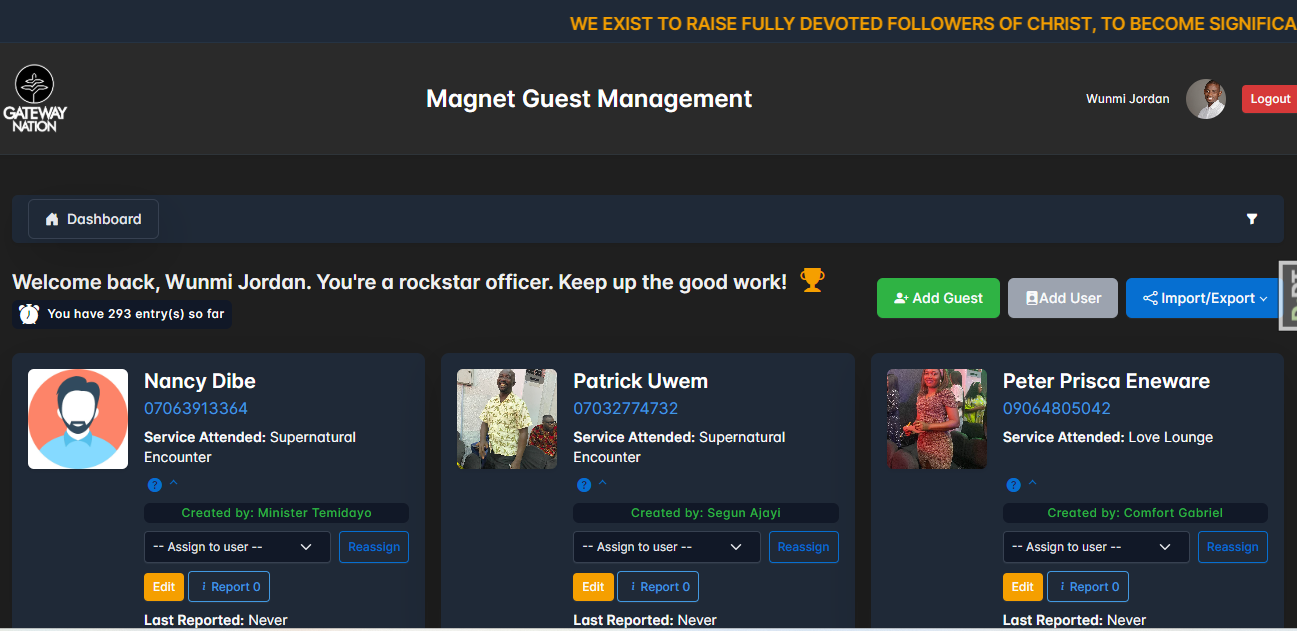 WE EXIST TO RAISE FULLY DEVOTED FOLLOWERS OF CHRIST, TO BECOME SIGNIFICA
GATEWAY
NATION
Magnet Guest Management
Wunmi Jordan
Logout
Dashboard
Welcome back, Wunmi Jordan. You're a rockstar officer. Keep up the good work!
You have 293 entry(s) so far
Add Guest
Add User
Import/Export
Nancy Dibe
07063913364
Service Attended: Supernatural
Encounter
?
Created by: Minister Temidayo
-- Assign to user --
Reassign
Edit
i Report 0
Last Reported: Never
Patrick Uwem
07032774732
Service Attended: Supernatural
Encounter
?
Created by: Segun Ajayi
-- Assign to user --
Reassign
Edit
i Report 0
Last Reported: Never
Peter Prisca Eneware
09064805042
Service Attended: Love Lounge
?
Created by: Comfort Gabriel
-- Assign to user --
Reassign
Edit
i Report 0
Last Reported: Never